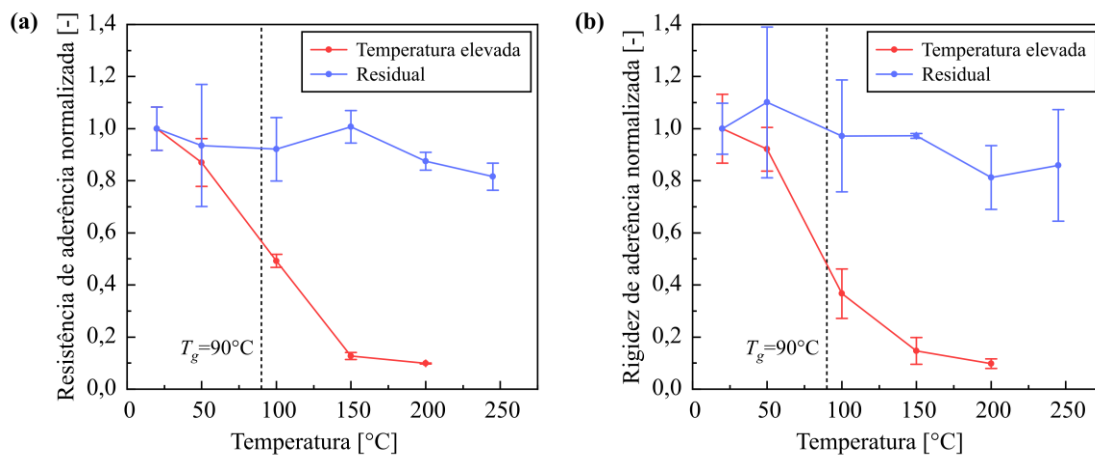 (a)
Resistência de aderência normalizada [-]
1,4
1,2
1,0
0,8
0,6
0,4
0,2
0,0
Temperatura elevada
Residual
T_g=90°C
0
50
100
150
200
250
Temperatura [°C]
(b)
Rigidez de aderência normalizada [-]
1,4
1,2
1,0
0,8
0,6
0,4
0,2
0,0
Temperatura elevada
Residual
T_g=90°C
0
50
100
150
200
250
Temperatura [°C]